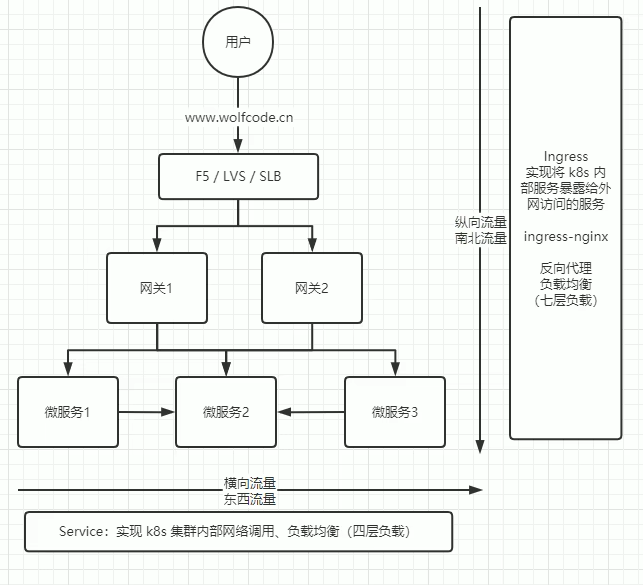 用户
www.wolfcode.cn
F5 / LVS / SLB
网关1
网关2
微服务1
微服务2
微服务3
横向流量
东西流量
Service：实现 k8s 集群内部网络调用、负载均衡（四层负载）
纵向流量
南北流量
Ingress
实现将 k8s 内
部服务暴露给外
网访问的服务
ingress-nginx
反向代理
负载均衡
（七层负载）